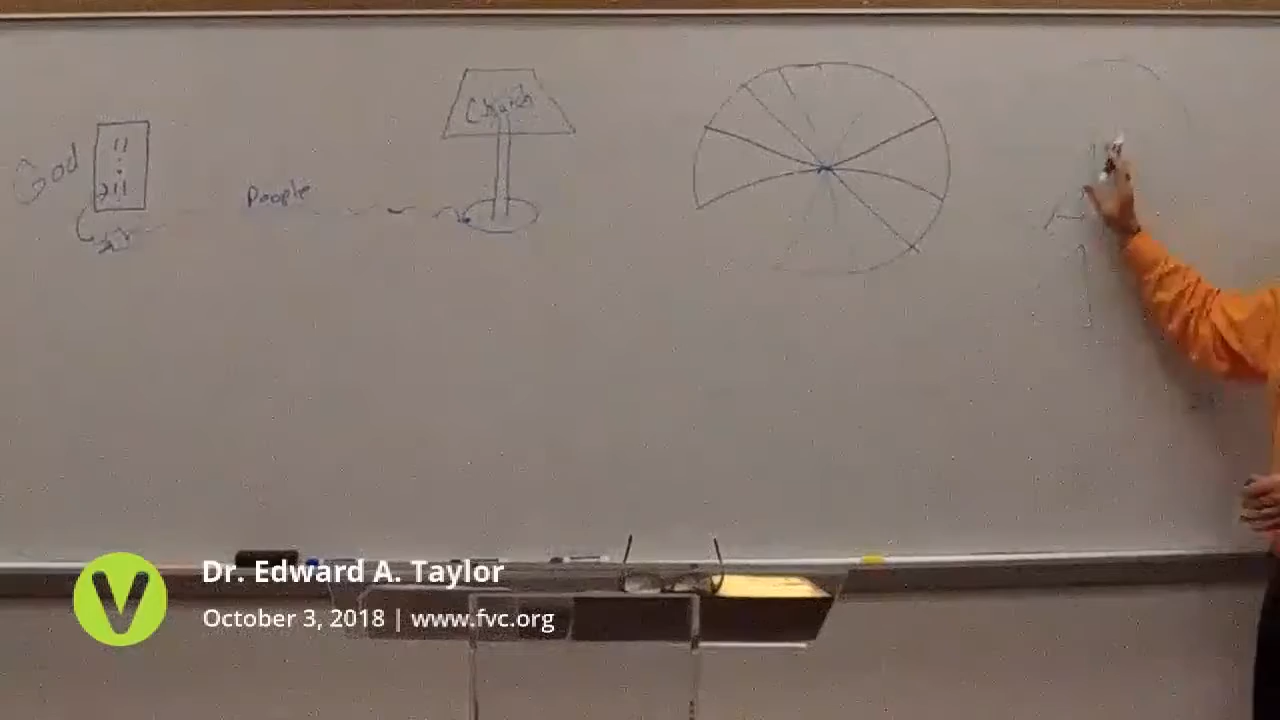 God
People
Church
V
Dr. Edward A. Taylor
October 3, 2018 | www.fvc.org